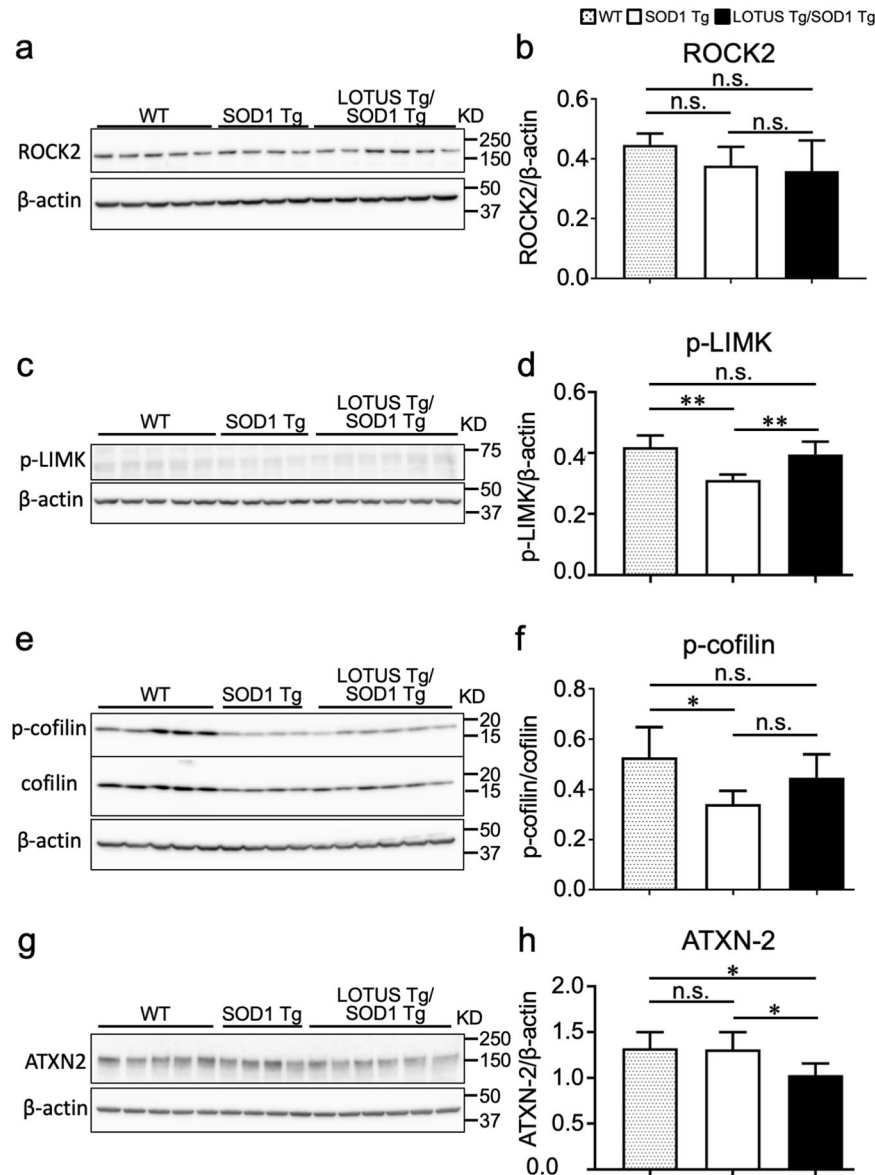 WT SOD1 Tg LOTUS Tg/SOD1 Tg
a
WT
SOD1 Tg
LOTUS Tg/
SOD1 Tg
KD
ROCK2
250
150
β-actin
50
37
b
ROCK2
n.s.
n.s.
n.s.
ROCK2/β-actin
0.6
0.4
0.2
0.0
c
WT
SOD1 Tg
LOTUS Tg/
SOD1 Tg
KD
p-LIMK
75
β-actin
50
37
d
p-LIMK
n.s.
**
**
p-LIMK/β-actin
0.6
0.4
0.2
0.0
e
WT
SOD1 Tg
LOTUS Tg/
SOD1 Tg
KD
p-cofilin
20
15
cofilin
20
15
β-actin
50
37
f
p-cofilin
n.s.
*
n.s.
p-cofilin/cofilin
0.8
0.6
0.4
0.2
0.0
g
WT
SOD1 Tg
LOTUS Tg/
SOD1 Tg
KD
ATXN2
250
150
β-actin
50
37
h
ATXN-2
*
n.s.
*
ATXN-2/β-actin
2.0
1.5
1.0
0.5
0.0